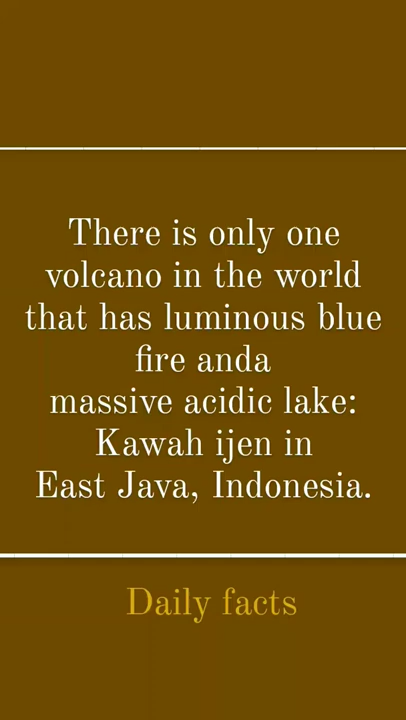 There is only one
volcano in the world
that has luminous blue
fire anda
massive acidic lake:
Kawah ijen in
East Java, Indonesia.
Daily facts